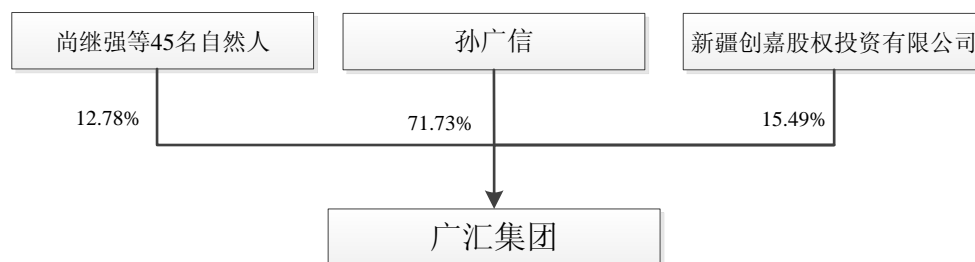 尚继强等45名自然人
孙广信
新疆创嘉股权投资有限公司
12.78%
71.73%
15.49%
广汇集团